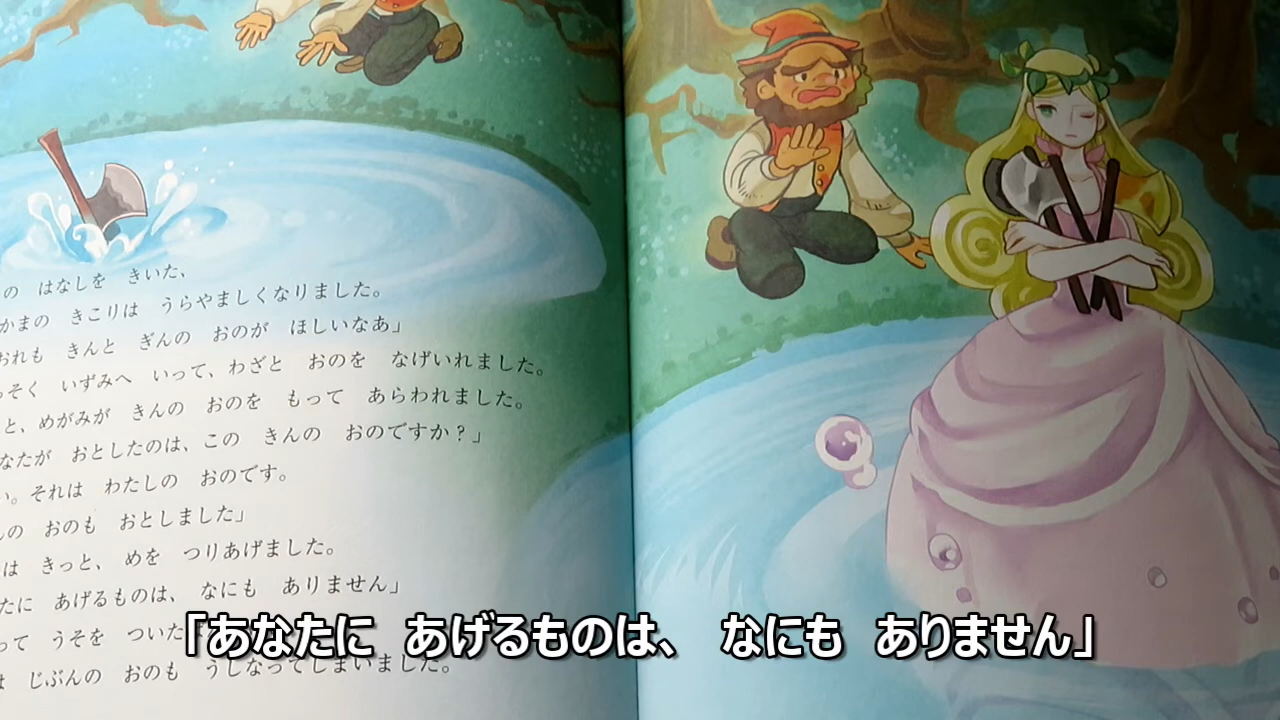 の はなしを きいた、
かまの きこりは うらやましくなりました。
おれも きんと ぎんの おのが ほしいなあ」
そく いずみへ いって、わざと おのを なげいれました。
と、めがみが きんの おのを もって あらわれました。
なたが おとしたのは、この きんの おのですか？」
い。それは わたしの おのです。
んの おのも おとしました」
は きっと、 めを つりあげました。
たに あげるものは、 なにも ありません」
って うそを ついた
は じぶんの おのも うしなってしまいました。
「あなたに あげるものは、 なにも ありません」